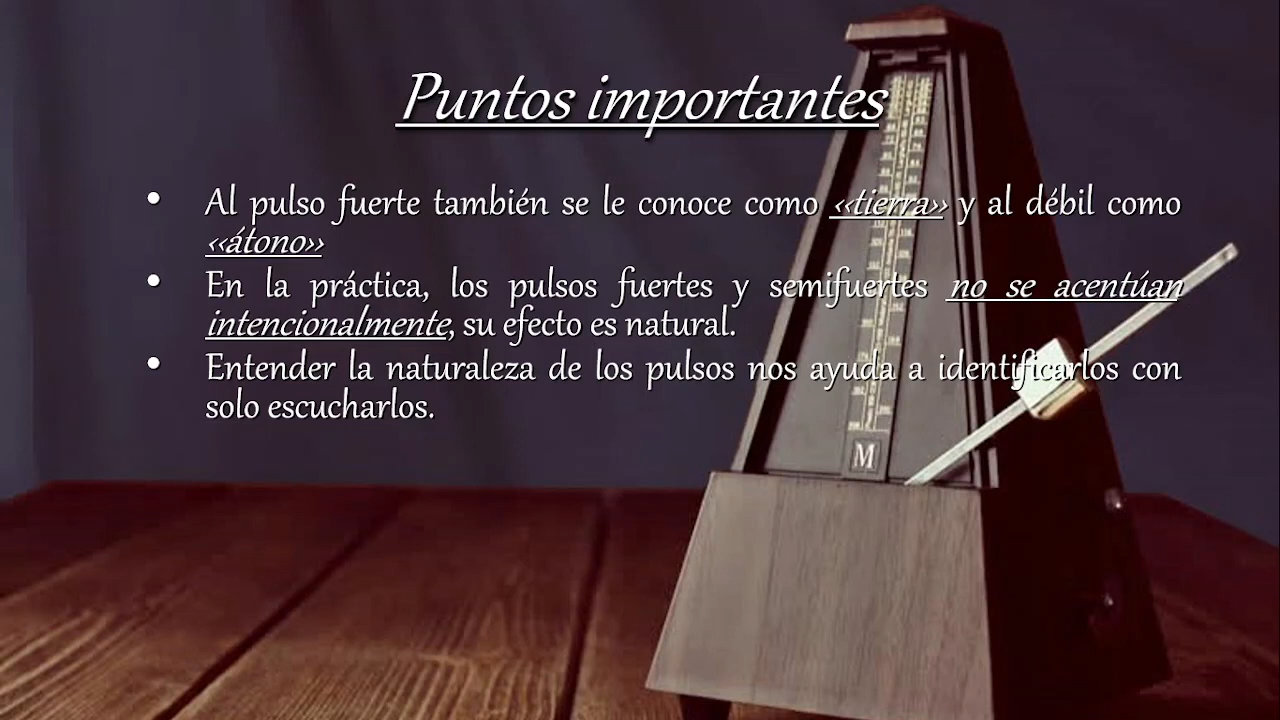 Puntos importantes
• Al pulso fuerte también se le conoce como «tierra» y al débil como
«átono»
• En la práctica, los pulsos fuertes y semifuertes no se acentúan
intencionalmente, su efecto es natural.
• Entender la naturaleza de los pulsos nos ayuda a identificarlos con
solo escucharlos.
M